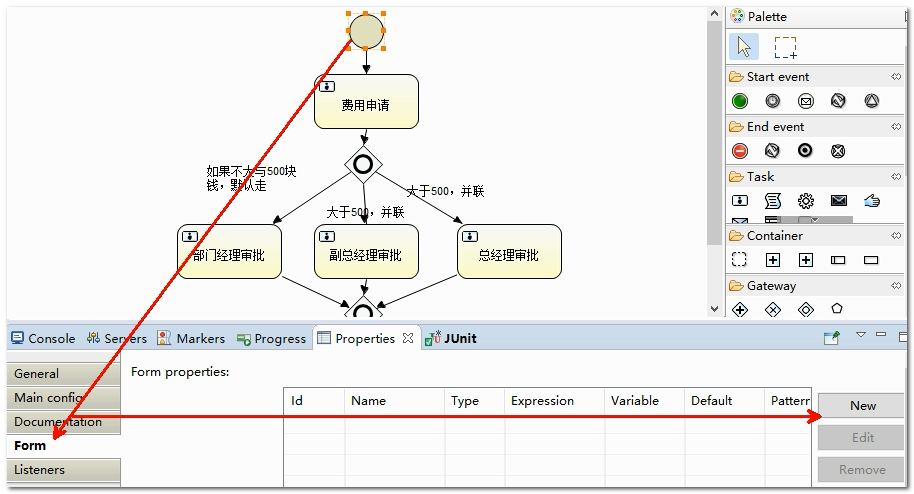 Palette
Start event
End event
Task
Container
Gateway
费用申请
如果不大与500块
钱，默认走
大于500，并联
大于500，并联
部门经理审批
副总经理审批
总经理审批
Console
Servers
Markers
Progress
Properties
JUnit
General
Main config
Documentation
Form
Listeners
Form properties:
Id
Name
Type
Expression
Variable
Default
Pattern
New
Edit
Remove